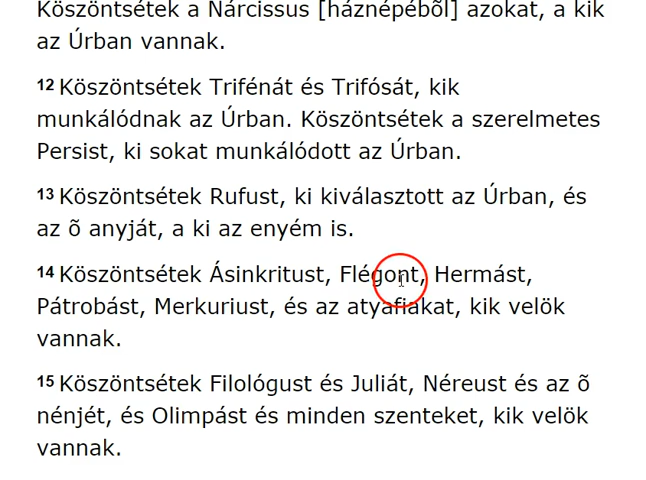 Köszöntsétek a Nárcissus [háznépébõl] azokat, a kik
az Úrban vannak.
12 Köszöntsétek Trifénát és Trifósát, kik
munkálódnak az Úrban. Köszöntsétek a szerelmetes
Persist, ki sokat munkálódott az Úrban.
13 Köszöntsétek Rufust, ki kiválasztott az Úrban, és
az õ anyját, a ki az enyém is.
14 Köszöntsétek Ásinkritust, Flégont, Hermást,
Pátrobást, Merkuriust, és az atyafiakat, kik velök
vannak.
15 Köszöntsétek Filológust és Juliát, Néreust és az õ
nénjét, és Olimpást és minden szenteket, kik velök
vannak.